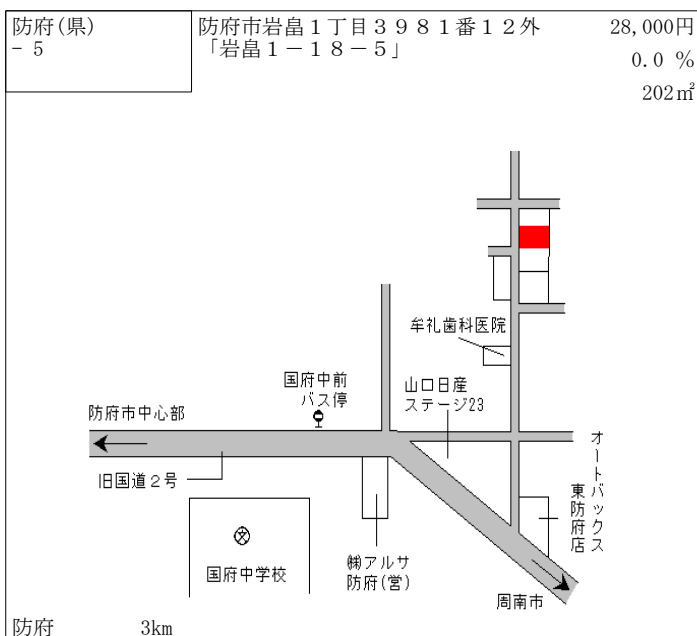 防府(県)
- 5
防府市岩畠１丁目３９８１番１２外
「岩畠１－１８－５」
28,000円
0.0 %
202㎡
牟礼歯科医院
国府中前
バス停
山口日産
ステージ23
防府市中心部
旧国道２号
オートバックス
東防府店
国府中学校
㈱アルサ
防府(営)
周南市
防府 3km